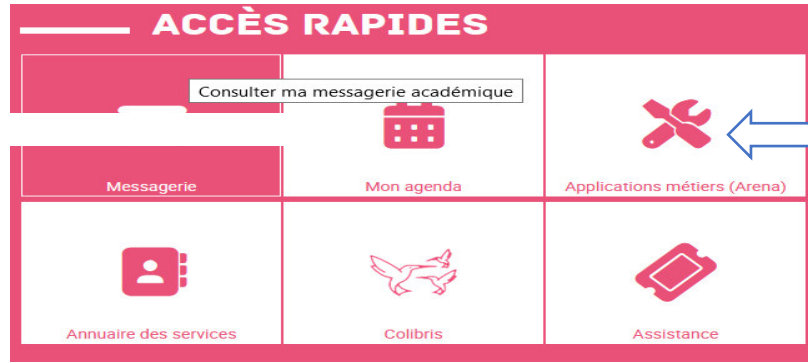 ACCÈS RAPIDES
Consulter ma messagerie académique
Messagerie
Mon agenda
Applications métiers (Arena)
Annuaire des services
Colibris
Assistance